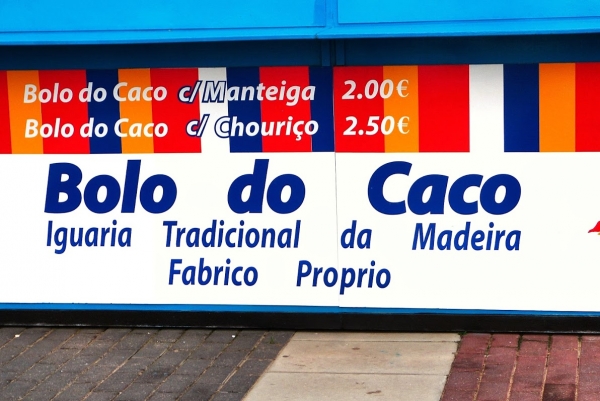 Bolo do Caco c/Manteiga 2.00€
Bolo do Caco c/ Chouriço 2.50€
Bolo do Caco
Iguaria Tradicional da Madeira
Fabrico Proprio